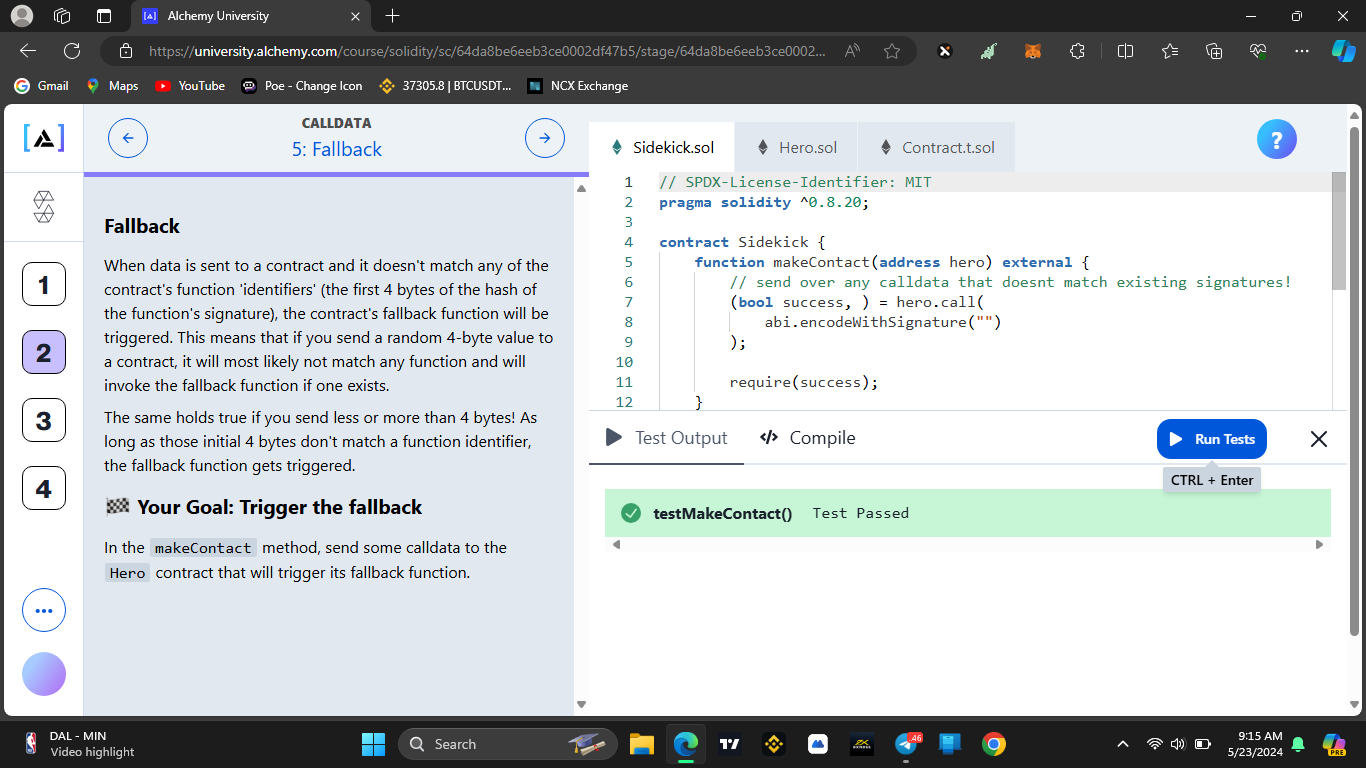 Alchemy University
https://university.alchemy.com/course/solidity/sc/64da8be6eeb3ce0002df47b5/stage/64da8be6eeb3ce0002...
Gmail
Maps
YouTube
Poe - Change Icon
37305.8 | BTCUSDT...
NCX Exchange
CALLDATA
5: Fallback
1
2
3
4
Fallback
When data is sent to a contract and it doesn't match any of the
contract's function 'identifiers' (the first 4 bytes of the hash of
the function's signature), the contract's fallback function will be
triggered. This means that if you send a random 4-byte value to
a contract, it will most likely not match any function and will
invoke the fallback function if one exists.
The same holds true if you send less or more than 4 bytes! As
long as those initial 4 bytes don't match a function identifier,
the fallback function gets triggered.
Your Goal: Trigger the fallback
In the makeContact method, send some calldata to the
Hero contract that will trigger its fallback function.
Sidekick.sol
Hero.sol
Contract.t.sol
?
1 // SPDX-License-Identifier: MIT
2 pragma solidity ^0.8.20;
3
4 contract Sidekick {
5 function makeContact(address hero) external {
6 // send over any calldata that doesnt match existing signatures!
7 (bool success, ) = hero.call(
8 abi.encodeWithSignature("")
9 );
10
11 require(success);
12 }
Test Output
Compile
Run Tests
CTRL + Enter
testMakeContact() Test Passed
DAL - MIN
Video highlight
Search
.46
9:15 AM
5/23/2024
PRE